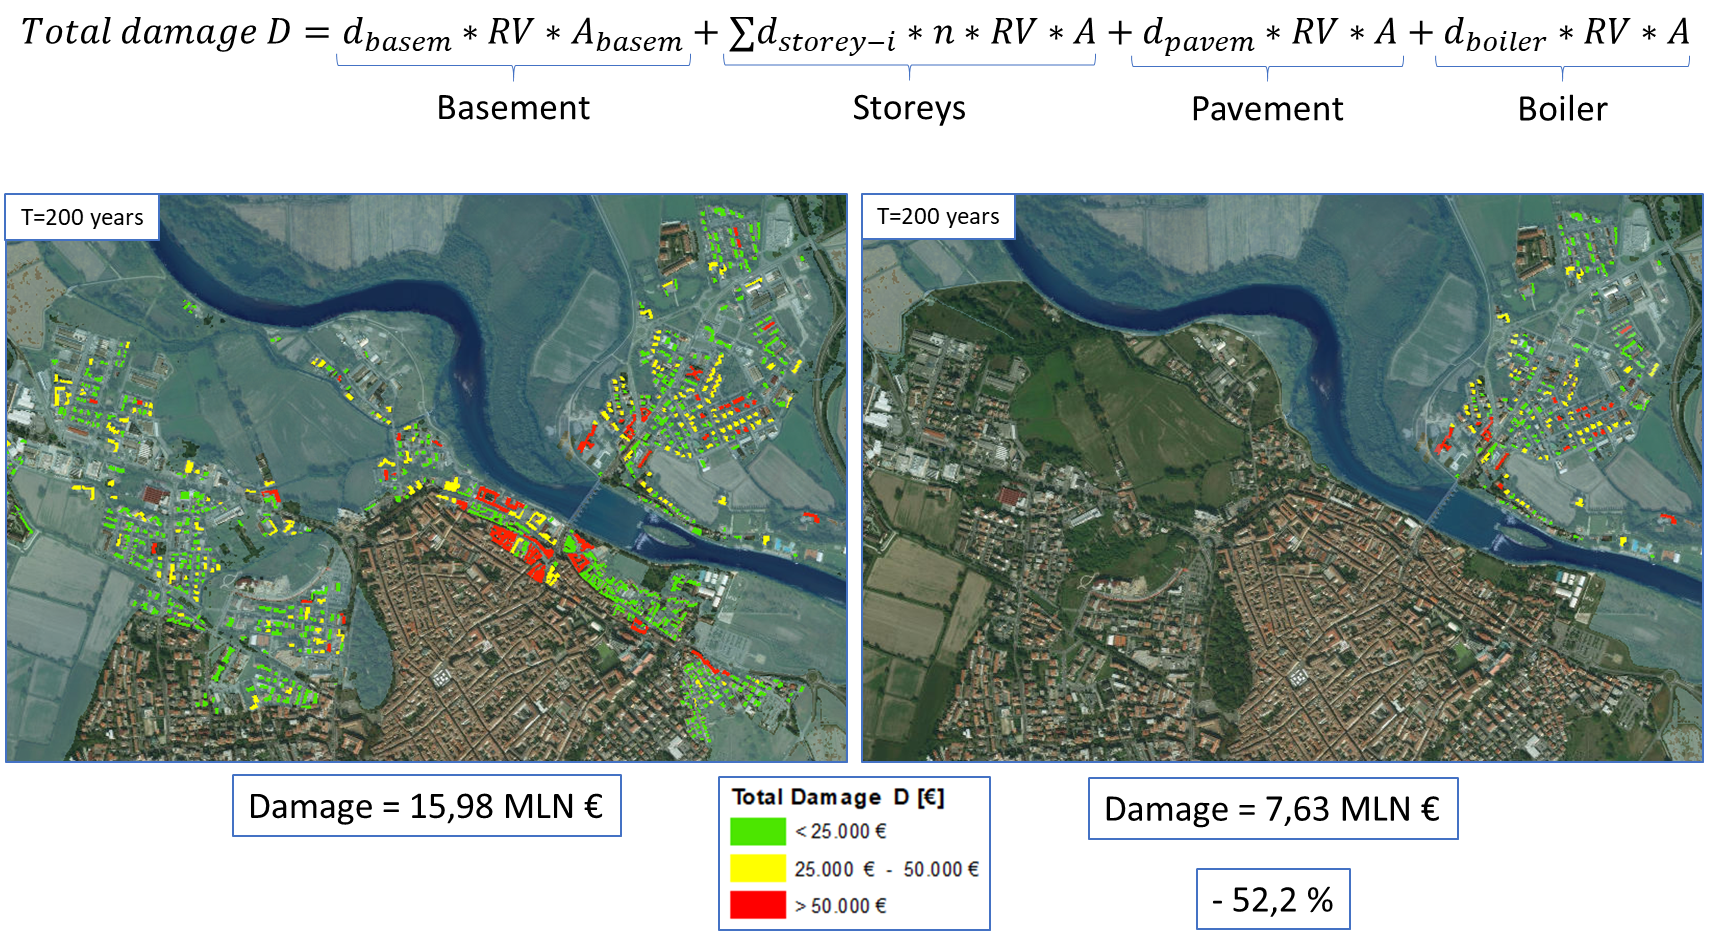 Total damage D = d_basem * RV * A_basem + ∑d_storey−i * n * RV * A + d_pavem * RV * A + d_boiler * RV * A
Basement Storeys Pavement Boiler
T=200 years
T=200 years
Damage = 15,98 MLN €
Total Damage D [€]
< 25.000 €
25.000 € - 50.000 €
> 50.000 €
Damage = 7,63 MLN €
- 52,2 %